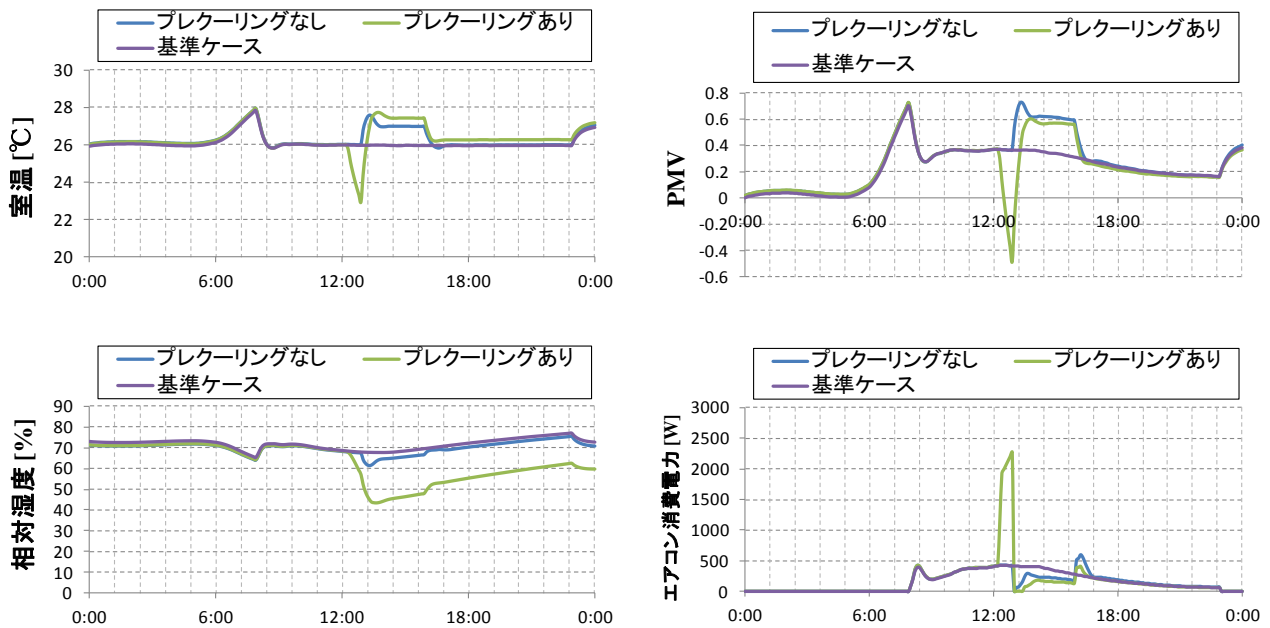 プレクーリングなし プレクーリングあり
基準ケース
室温 [℃]
30
28
26
24
22
20
0:00 6:00 12:00 18:00 0:00
プレクーリングなし プレクーリングあり
基準ケース
PMV
0.8
0.6
0.4
0.2
0
-0.2
-0.4
-0.6
0:00 6:00 12:00 18:00 0:00
プレクーリングなし プレクーリングあり
基準ケース
相対湿度 [%]
90
80
70
60
50
40
30
20
10
0
0:00 6:00 12:00 18:00 0:00
プレクーリングなし プレクーリングあり
基準ケース
エアコン消費電力 [W]
3000
2500
2000
1500
1000
500
0
0:00 6:00 12:00 18:00 0:00